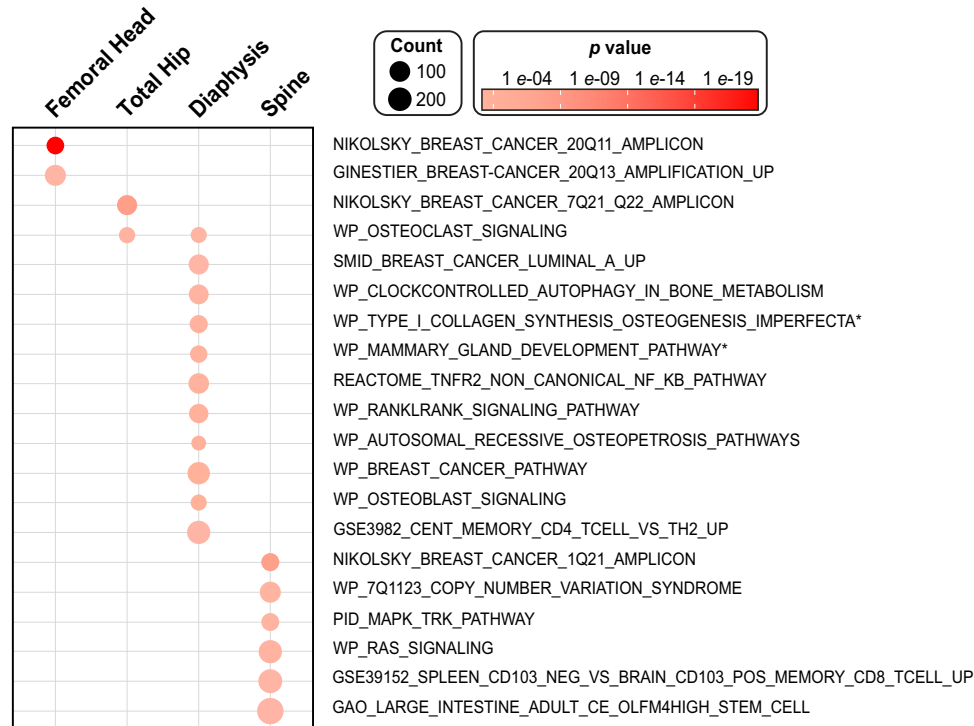 Femoral Head
Total Hip
Diaphysis
Spine
Count
100
200
p value
1 e-04 1 e-09 1 e-14 1 e-19
NIKOLSKY_BREAST_CANCER_20Q11_AMPLICON
GINESTIER_BREAST-CANCER_20Q13_AMPLIFICATION_UP
NIKOLSKY_BREAST_CANCER_7Q21_Q22_AMPLICON
WP_OSTEOCLAST_SIGNALING
SMID_BREAST_CANCER_LUMINAL_A_UP
WP_CLOCKCONTROLLED_AUTOPHAGY_IN_BONE_METABOLISM
WP_TYPE_I_COLLAGEN_SYNTHESIS_OSTEOGENESIS_IMPERFECTA*
WP_MAMMARY_GLAND_DEVELOPMENT_PATHWAY*
REACTOME_TNFR2_NON_CANONICAL_NF_KB_PATHWAY
WP_RANKLRANK_SIGNALING_PATHWAY
WP_AUTOSOMAL_RECESSIVE_OSTEOPETROSIS_PATHWAYS
WP_BREAST_CANCER_PATHWAY
WP_OSTEOBLAST_SIGNALING
GSE3982_CENT_MEMORY_CD4_TCELL_VS_TH2_UP
NIKOLSKY_BREAST_CANCER_1Q21_AMPLICON
WP_7Q1123_COPY_NUMBER_VARIATION_SYNDROME
PID_MAPK_TRK_PATHWAY
WP_RAS_SIGNALING
GSE39152_SPLEEN_CD103_NEG_VS_BRAIN_CD103_POS_MEMORY_CD8_TCELL_UP
GAO_LARGE_INTESTINE_ADULT_CE_OLFM4HIGH_STEM_CELL